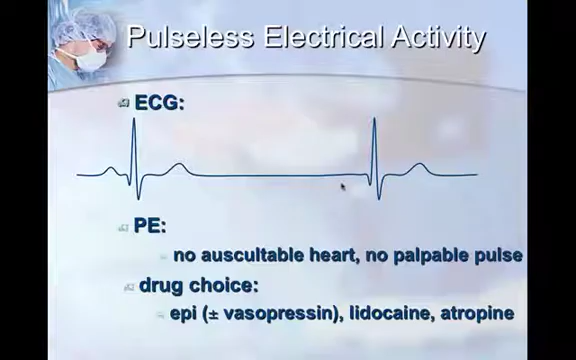 Pulseless Electrical Activity
ECG:
PE:
no auscultable heart, no palpable pulse
drug choice:
epi (± vasopressin), lidocaine, atropine